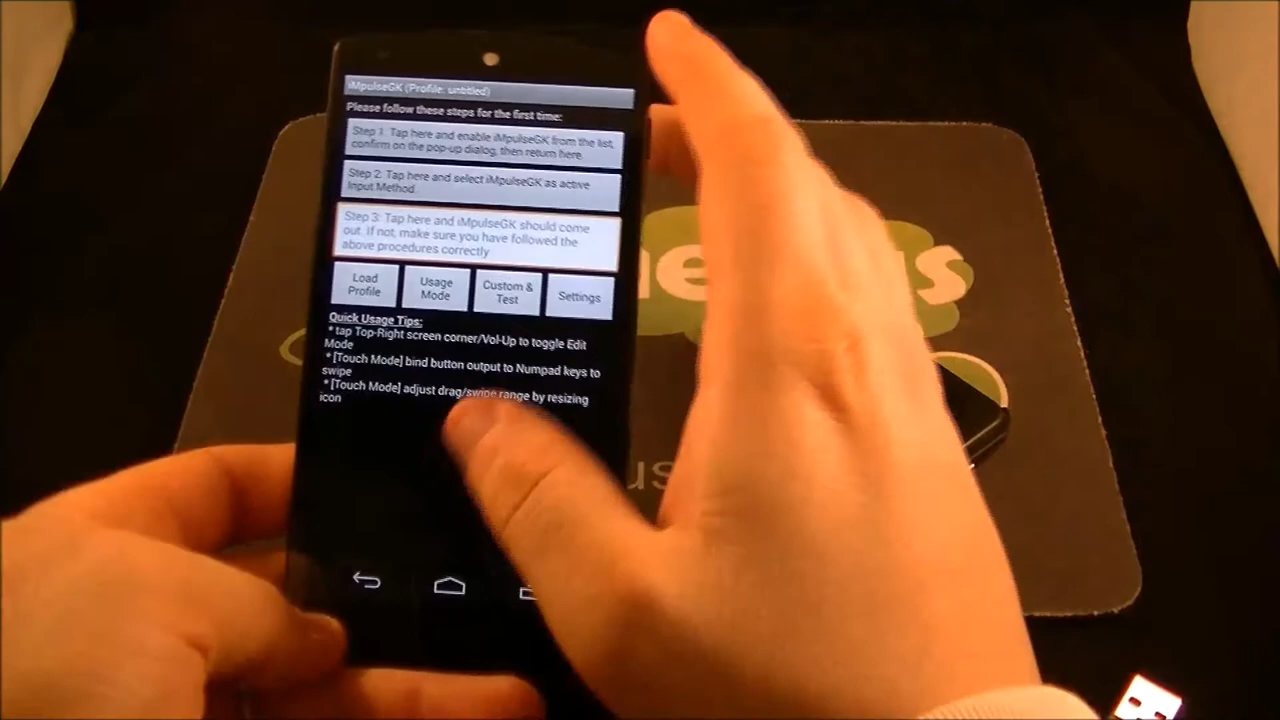 iMpulseGK (Profile: untitled)
Please follow these steps for the first time:
Step 1: Tap here and enable iMpulseGK from the list,
confirm on the pop-up dialog, then return here
Step 2: Tap here and select iMpulseGK as active
Input Method
Step 3: Tap here and iMpulseGK should come
out. If not, make sure you have followed the
above procedures correctly
Load
Profile
Usage
Mode
Custom &
Test
Settings
Quick Usage Tips:
* tap Top-Right screen corner/Vol-Up to toggle Edit
Mode
* [Touch Mode] bind button output to Numpad keys to
swipe
* [Touch Mode] adjust drag/swipe range by resizing
icon